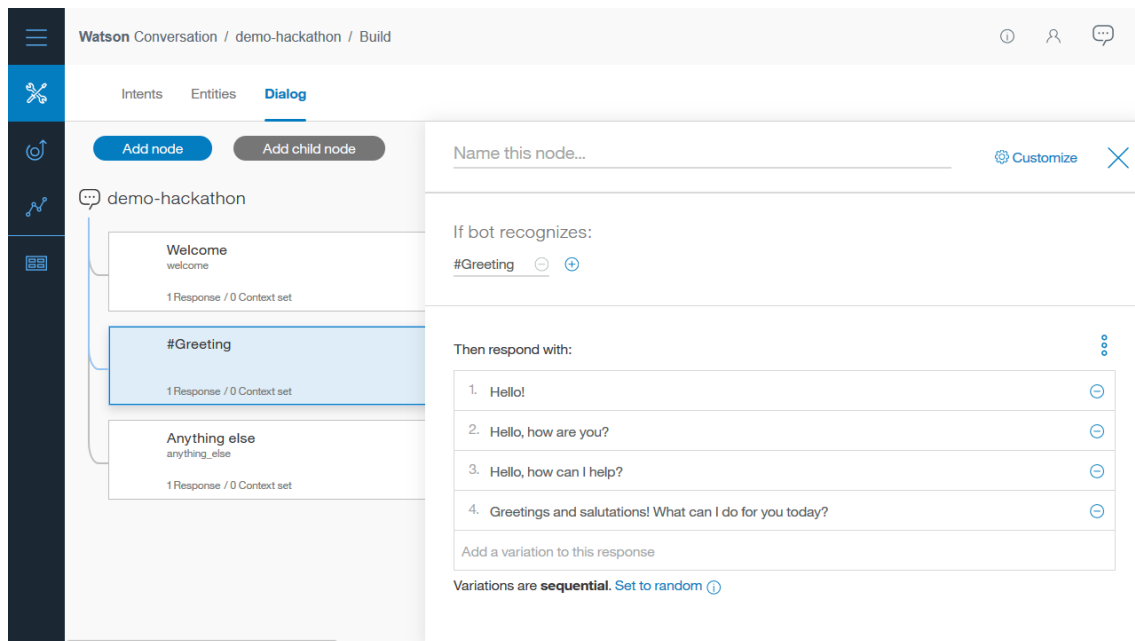 Watson Conversation / demo-hackathon / Build
Intents Entities Dialog
Add node Add child node
demo-hackathon
Welcome
welcome
1 Response / 0 Context set
#Greeting
1 Response / 0 Context set
Anything else
anything_else
1 Response / 0 Context set
Name this node...
Customize
If bot recognizes:
#Greeting
Then respond with:
1. Hello!
2. Hello, how are you?
3. Hello, how can I help?
4. Greetings and salutations! What can I do for you today?
Add a variation to this response
Variations are sequential. Set to random